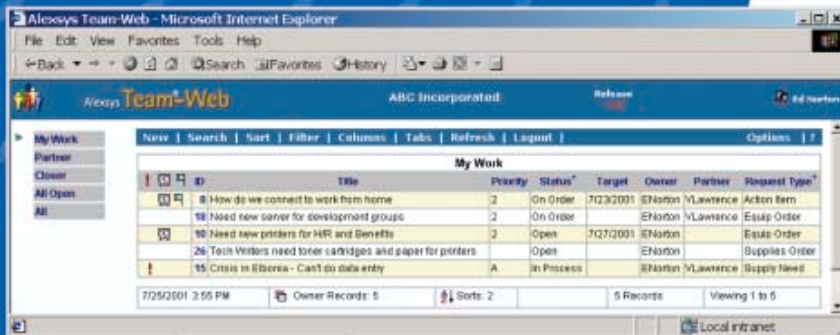 Alexsys Team-Web - Microsoft Internet Explorer
File Edit View Favorites Tools Help
Back Search Favorites History
Alexsys Team-Web ABC Incorporated Release Ed Norton
My Work
Partner
Closer
All Open
All
New | Search | Sort | Filter | Columns | Tabs | Refresh | Logout | Options | ?
My Work
! ID Title Priority Status Target Owner Partner Request Type
8 How do we connect to work from home 2 On Order 7/23/2001 ENorton VLawrence Action Item
18 Need new server for development groups 2 On Order ENorton VLawrence Equip Order
10 Need new printers for H/R and Benefits 2 Open 7/27/2001 ENorton Equip Order
26 Tech Writers need toner cartridges and paper for printers Open ENorton Supplies Order
! 15 Crisis in Elbonia - Can't do data entry A In Process ENorton VLawrence Supply Need
7/25/2001 3:55 PM Owner Records: 5 Sorts: 2 5 Records Viewing 1 to 5
Local intranet